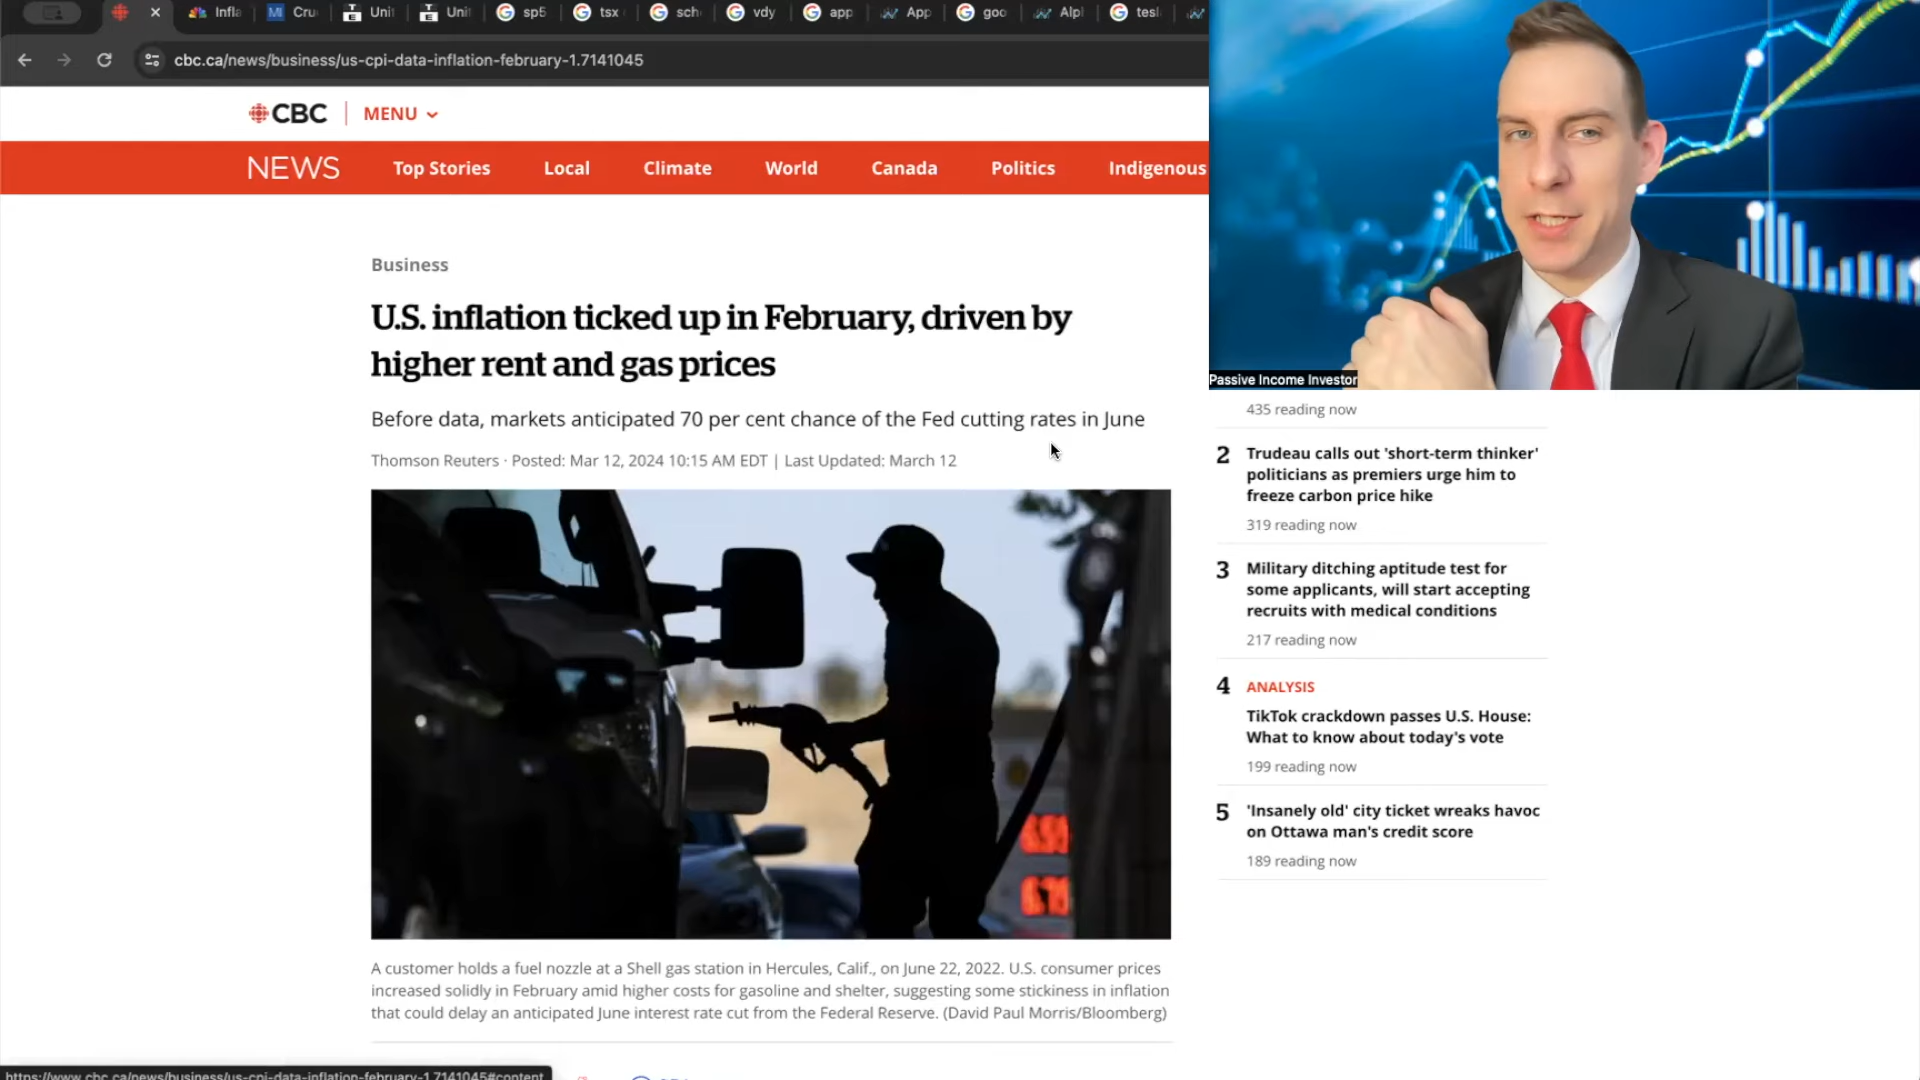 Infla
Cru
Unit
Unit
sp5
tsx
sch
vdy
app
App
goo
Alpl
tesl
cbc.ca/news/business/us-cpi-data-inflation-february-1.7141045
CBC
MENU
NEWS
Top Stories
Local
Climate
World
Canada
Politics
Indigenous
Business
U.S. inflation ticked up in February, driven by
higher rent and gas prices
Before data, markets anticipated 70 per cent chance of the Fed cutting rates in June
Thomson Reuters · Posted: Mar 12, 2024 10:15 AM EDT | Last Updated: March 12
A customer holds a fuel nozzle at a Shell gas station in Hercules, Calif., on June 22, 2022. U.S. consumer prices
increased solidly in February amid higher costs for gasoline and shelter, suggesting some stickiness in inflation
that could delay an anticipated June interest rate cut from the Federal Reserve. (David Paul Morris/Bloomberg)
https://www.cbc.ca/news/business/us-cpi-data-inflation-february-1.7141045#content
Passive Income Investor
435 reading now
2
Trudeau calls out 'short-term thinker'
politicians as premiers urge him to
freeze carbon price hike
319 reading now
3
Military ditching aptitude test for
some applicants, will start accepting
recruits with medical conditions
217 reading now
4
ANALYSIS
TikTok crackdown passes U.S. House:
What to know about today's vote
199 reading now
5
'Insanely old' city ticket wreaks havoc
on Ottawa man's credit score
189 reading now